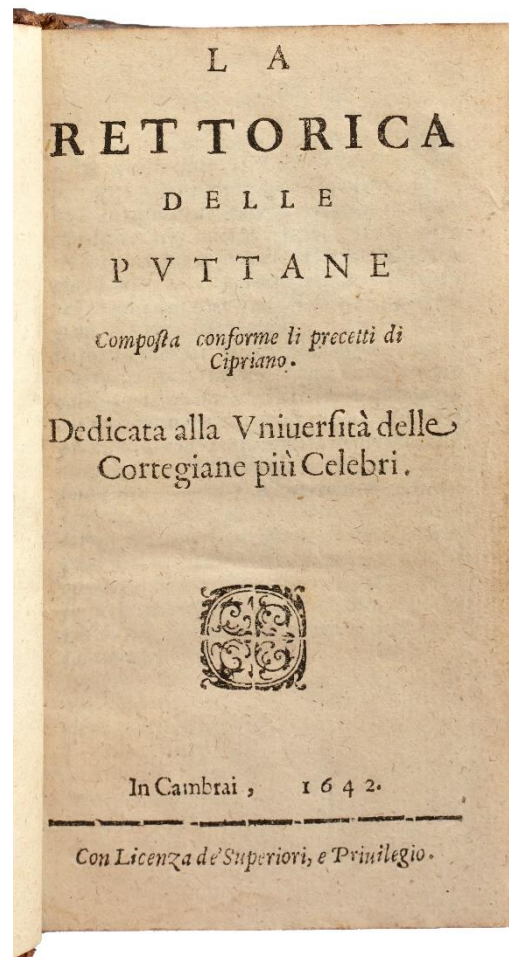 LA
RETTORICA
DELLE
PVTTANE
Compoſta conforme li precetti di
Cipriano.
Dedicata alla Vniuerſità delle
Cortegiane più Celebri.
In Cambrai, 1642.
Con Licenza de' Superiori, e Priuilegio.